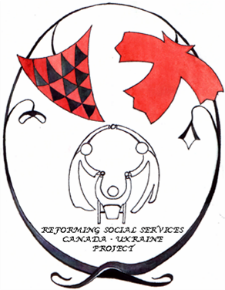 REFORMING SOCIAL SERVICES
CANADA - UKRAINE
PROJECT